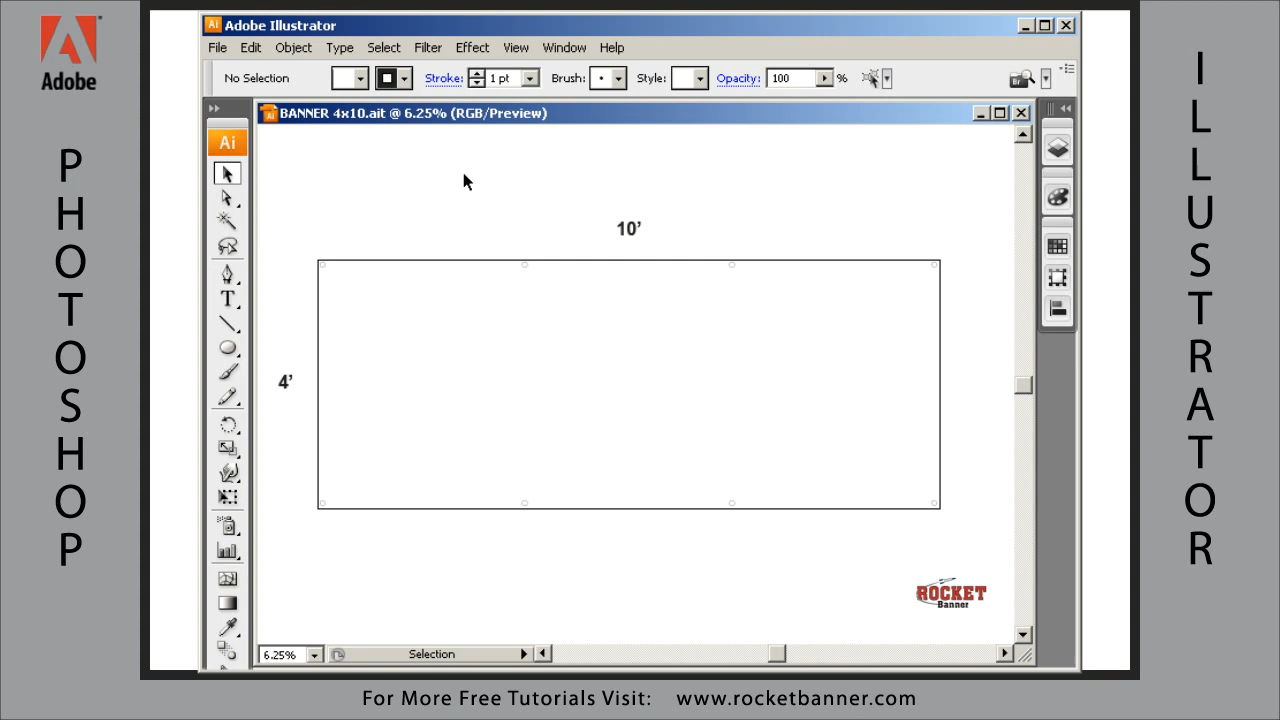 Adobe
PHOTOSHOP
Ai Adobe Illustrator
File Edit Object Type Select Filter Effect View Window Help
No Selection Stroke: 1 pt Brush: Style: Opacity: 100 %
Br
BANNER 4x10.ait @ 6.25% (RGB/Preview)
Ai
10’
4’
ROCKET
Banner
6.25% Selection
ILLUSTRATOR
For More Free Tutorials Visit: www.rocketbanner.com